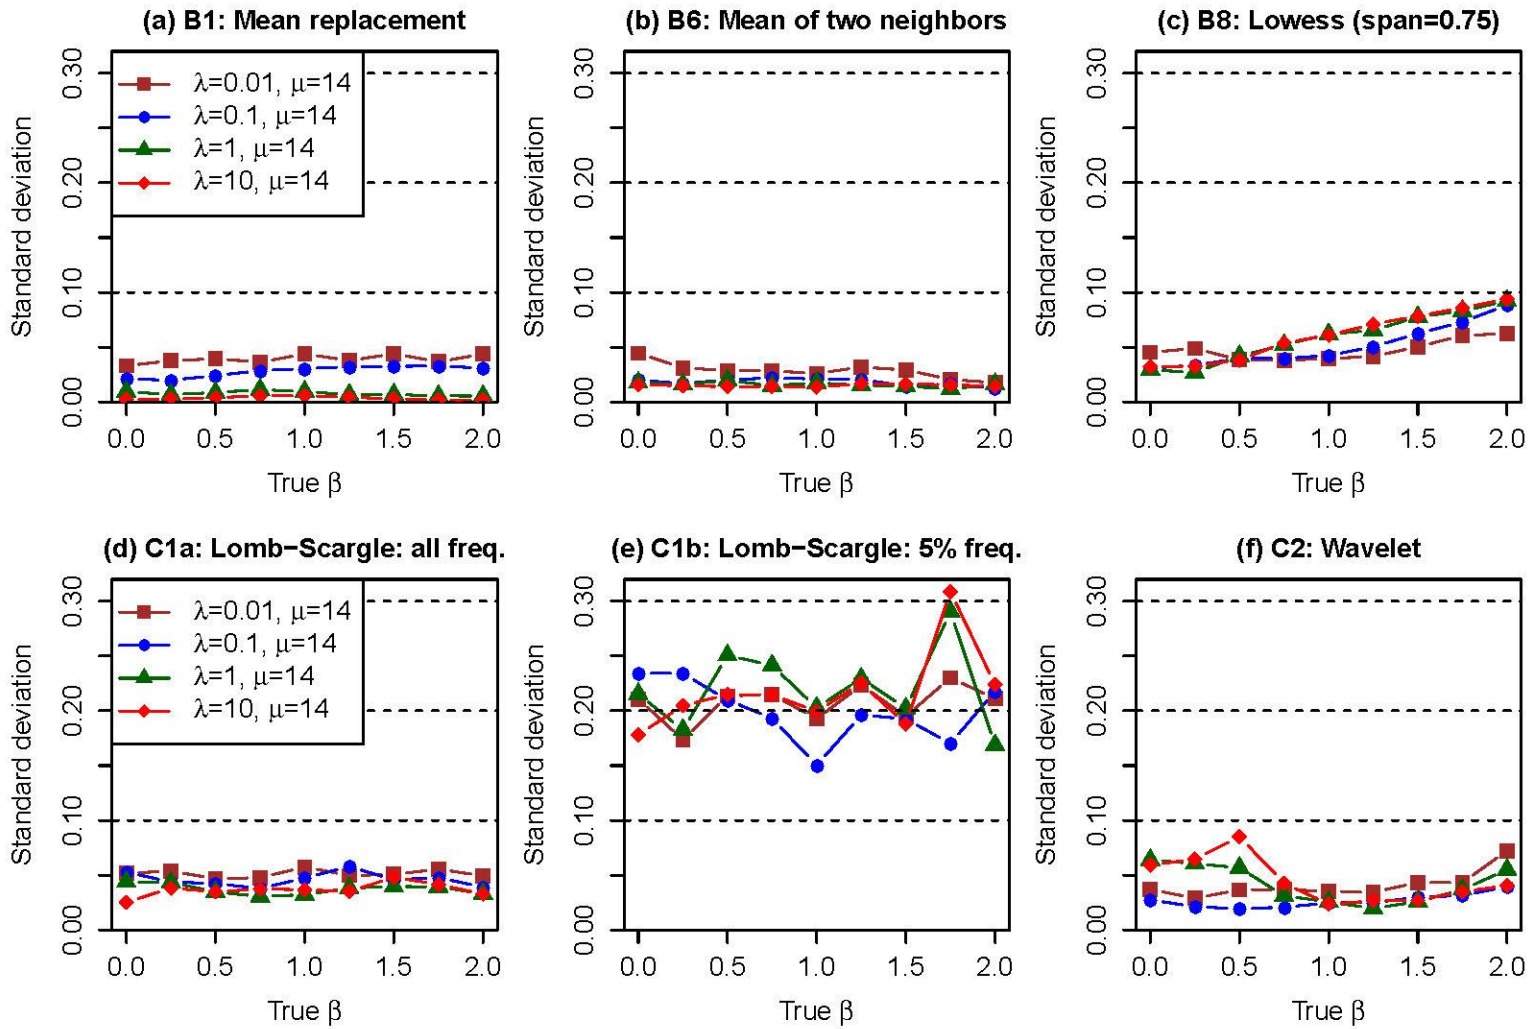 (a) B1: Mean replacement
Standard deviation
0.00 0.10 0.20 0.30
λ=0.01, μ=14
λ=0.1, μ=14
λ=1, μ=14
λ=10, μ=14
0.0 0.5 1.0 1.5 2.0
True β
(b) B6: Mean of two neighbors
Standard deviation
0.00 0.10 0.20 0.30
0.0 0.5 1.0 1.5 2.0
True β
(c) B8: Lowess (span=0.75)
Standard deviation
0.00 0.10 0.20 0.30
0.0 0.5 1.0 1.5 2.0
True β
(d) C1a: Lomb−Scargle: all freq.
Standard deviation
0.00 0.10 0.20 0.30
λ=0.01, μ=14
λ=0.1, μ=14
λ=1, μ=14
λ=10, μ=14
0.0 0.5 1.0 1.5 2.0
True β
(e) C1b: Lomb−Scargle: 5% freq.
Standard deviation
0.00 0.10 0.20 0.30
0.0 0.5 1.0 1.5 2.0
True β
(f) C2: Wavelet
Standard deviation
0.00 0.10 0.20 0.30
0.0 0.5 1.0 1.5 2.0
True β